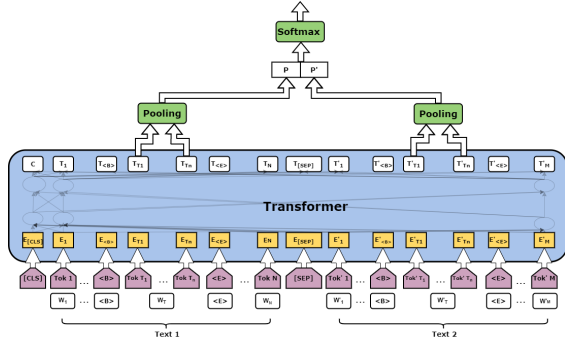 Softmax
P P'
Pooling Pooling
C T1 T<B> TT1 TTn T<E> TN T[SEP] T'1 T'<B> T'T1 T'Tn T'<E> T'M
Transformer
E[CLS] E1 E<B> ET1 ETn E<E> EN E[SEP] E'1 E'<B> E'T1 E'Tn E'<E> E'M
[CLS] Tok 1 ... <B> Tok T1 ... Tok Tn <E> ... Tok N [SEP] Tok' 1 ... <B> Tok' T1 ... Tok' Tn <E> ... Tok' M
W1 ... <B> WT <E> ... Wn W'1 ... <B> W'T <E> ... W'M
Text 1 Text 2